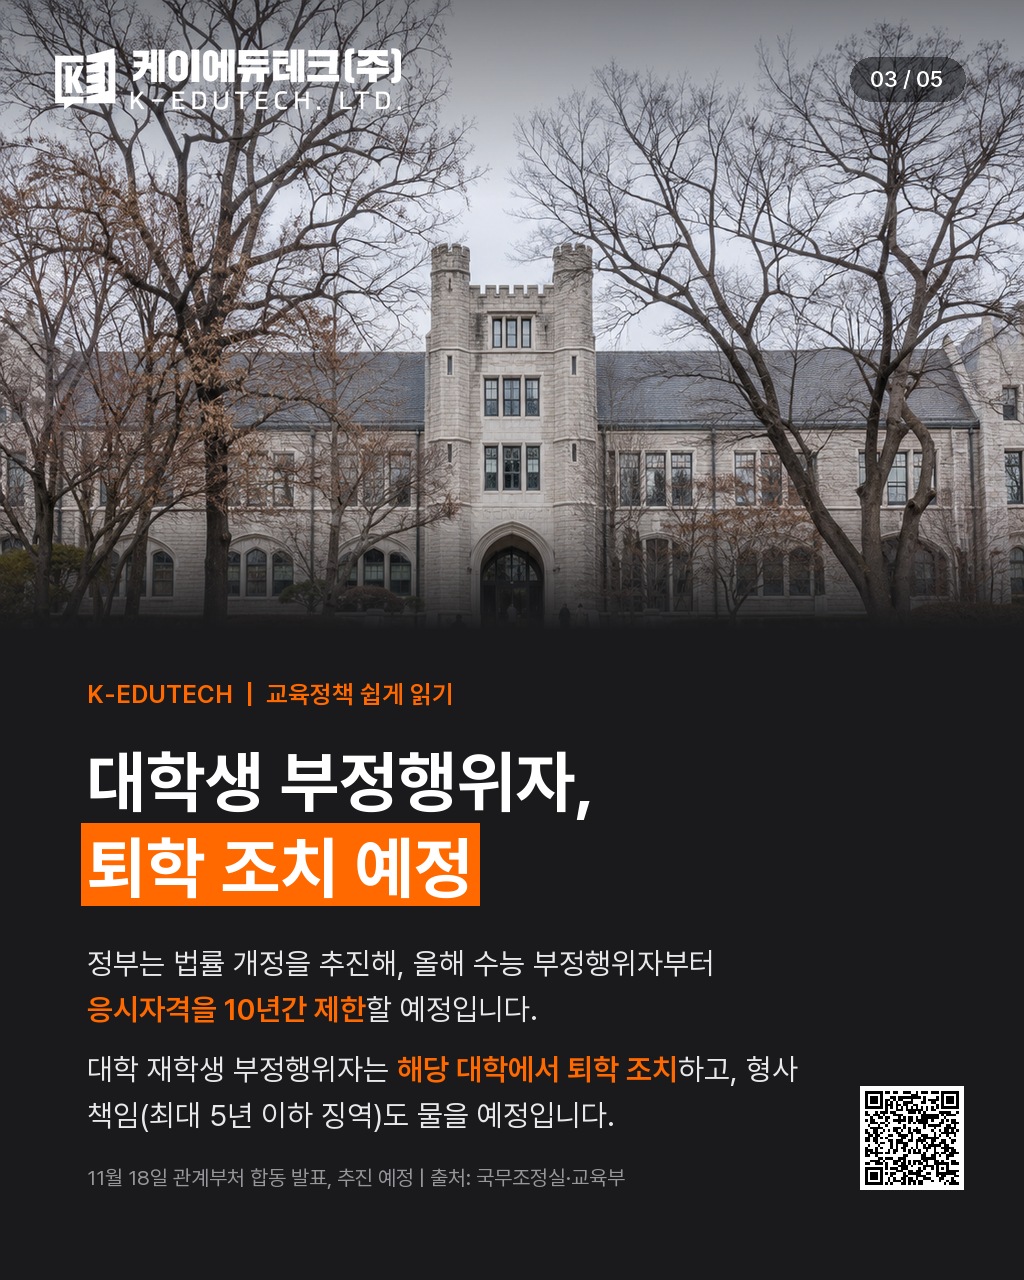 케이에듀테크(주)
K-EDUTECH. LTD.
03 / 05
K-EDUTECH | 교육정책 쉽게 읽기
대학생 부정행위자,
퇴학 조치 예정
정부는 법률 개정을 추진해, 올해 수능 부정행위자부터
응시자격을 10년간 제한할 예정입니다.
대학 재학생 부정행위자는 해당 대학에서 퇴학 조치하고, 형사
책임(최대 5년 이하 징역)도 물을 예정입니다.
11월 18일 관계부처 합동 발표, 추진 예정 | 출처: 국무조정실·교육부